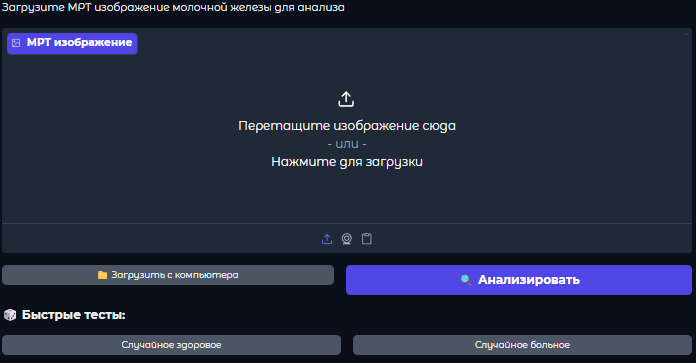 Загрузите МРТ изображение молочной железы для анализа
МРТ изображение
Перетащите изображение сюда
- или -
Нажмите для загрузки
Загрузить с компьютера
Анализировать
Быстрые тесты:
Случайное здоровое
Случайное больное